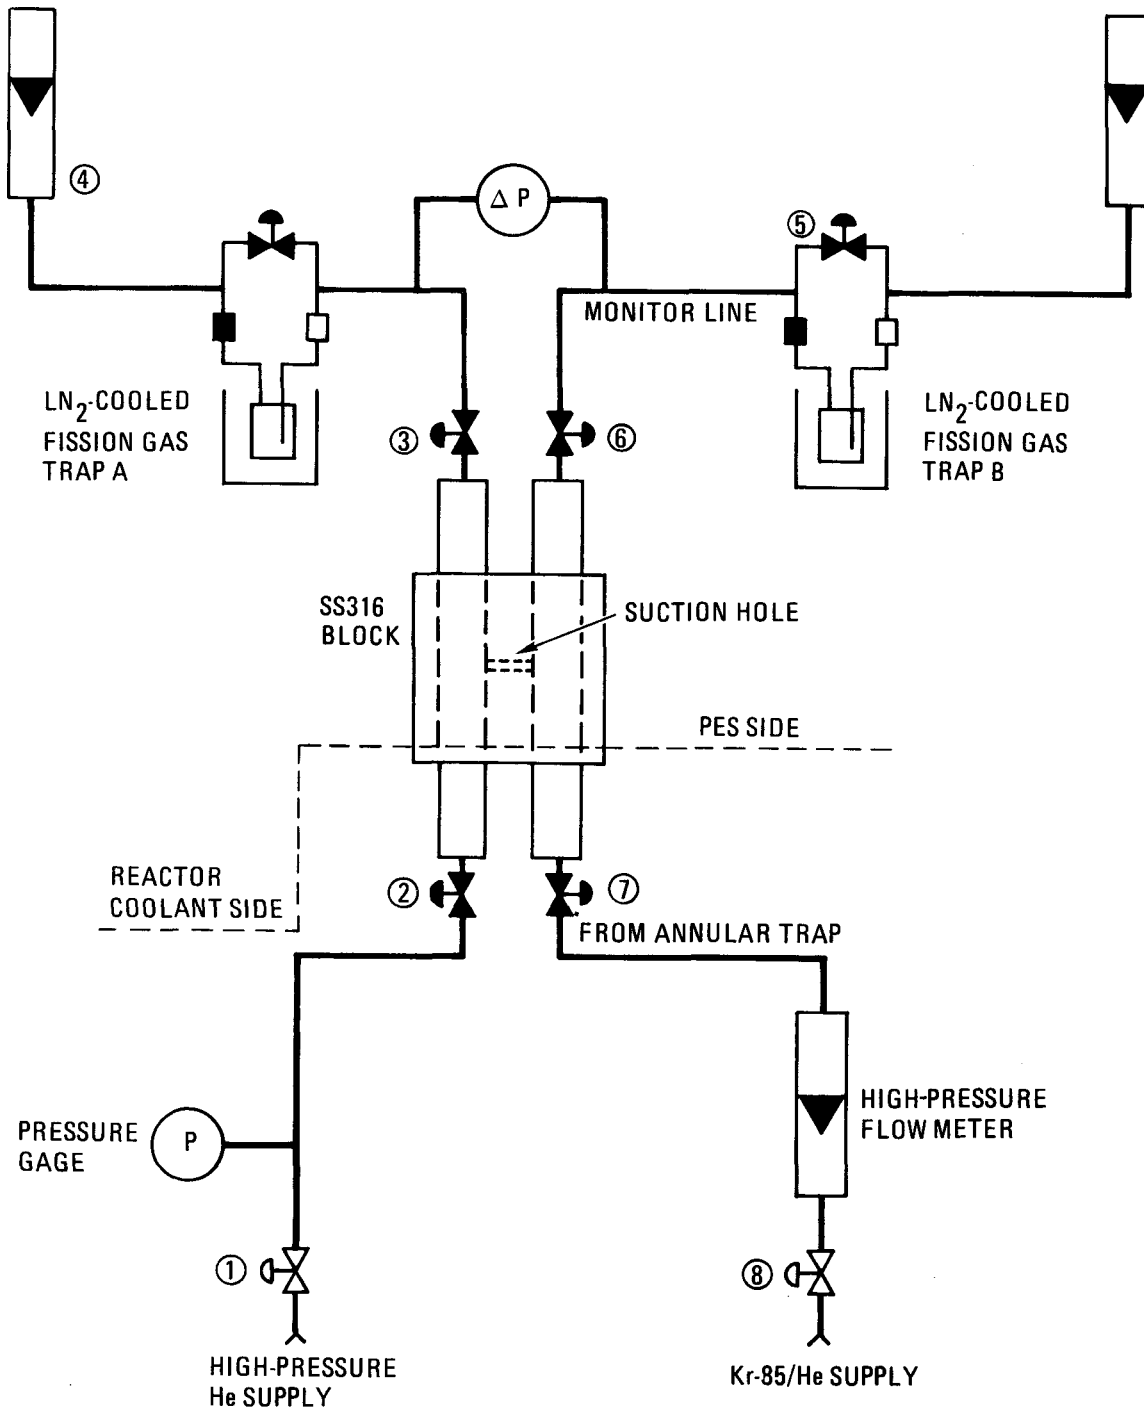 ④
Δ P
⑤
MONITOR LINE
LN2-COOLED
FISSION GAS
TRAP A
LN2-COOLED
FISSION GAS
TRAP B
③
⑥
SS316
BLOCK
SUCTION HOLE
PES SIDE
REACTOR
COOLANT SIDE
②
⑦
FROM ANNULAR TRAP
PRESSURE
GAGE
P
HIGH-PRESSURE
FLOW METER
①
⑧
HIGH-PRESSURE
He SUPPLY
Kr-85/He SUPPLY